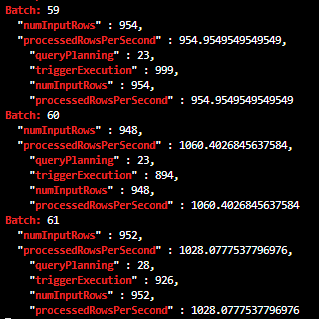 Batch: 59
"numInputRows" : 954,
"processedRowsPerSecond" : 954.9549549549549,
"queryPlanning" : 23,
"triggerExecution" : 999,
"numInputRows" : 954,
"processedRowsPerSecond" : 954.9549549549549
Batch: 60
"numInputRows" : 948,
"processedRowsPerSecond" : 1060.4026845637584,
"queryPlanning" : 23,
"triggerExecution" : 894,
"numInputRows" : 948,
"processedRowsPerSecond" : 1060.4026845637584
Batch: 61
"numInputRows" : 952,
"processedRowsPerSecond" : 1028.0777537796976,
"queryPlanning" : 28,
"triggerExecution" : 926,
"numInputRows" : 952,
"processedRowsPerSecond" : 1028.0777537796976